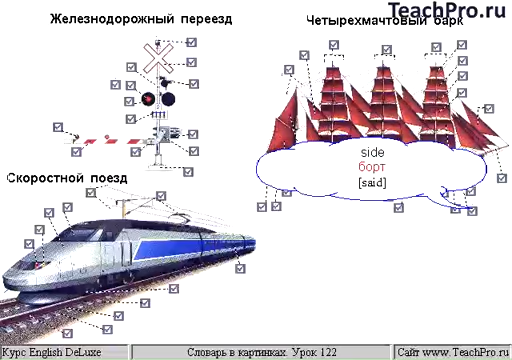 TeachPro.ru
Железнодорожный переезд
Четырехмачтовый барк
side
борт
[said]
Скоростной поезд
Курс English DeLuxe
Словарь в картинках. Урок 122
Сайт www.TeachPro.ru